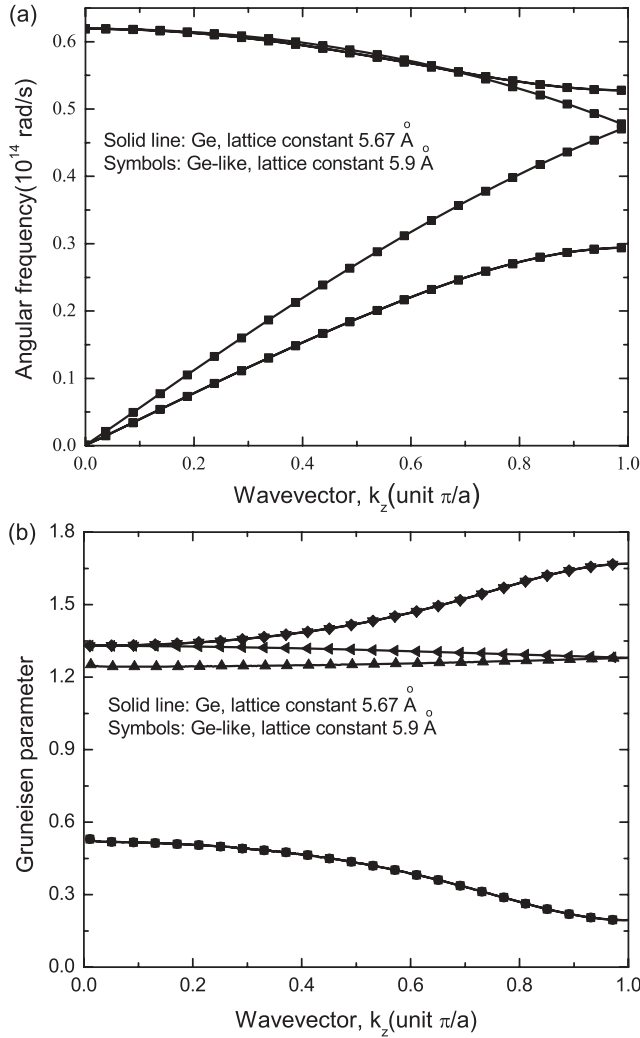 (a)
0.6
0.5
0.4
0.3
0.2
0.1
0.0
Angular frequency(10^14 rad/s)
Solid line: Ge, lattice constant 5.67 Å
Symbols: Ge-like, lattice constant 5.9 Å
0.0 0.2 0.4 0.6 0.8 1.0
Wavevector, k_z(unit π/a)
(b)
1.8
1.5
1.2
0.9
0.6
0.3
0.0
Gruneisen parameter
Solid line: Ge, lattice constant 5.67 Å
Symbols: Ge-like, lattice constant 5.9 Å
0.0 0.2 0.4 0.6 0.8 1.0
Wavevector, k_z(unit π/a)